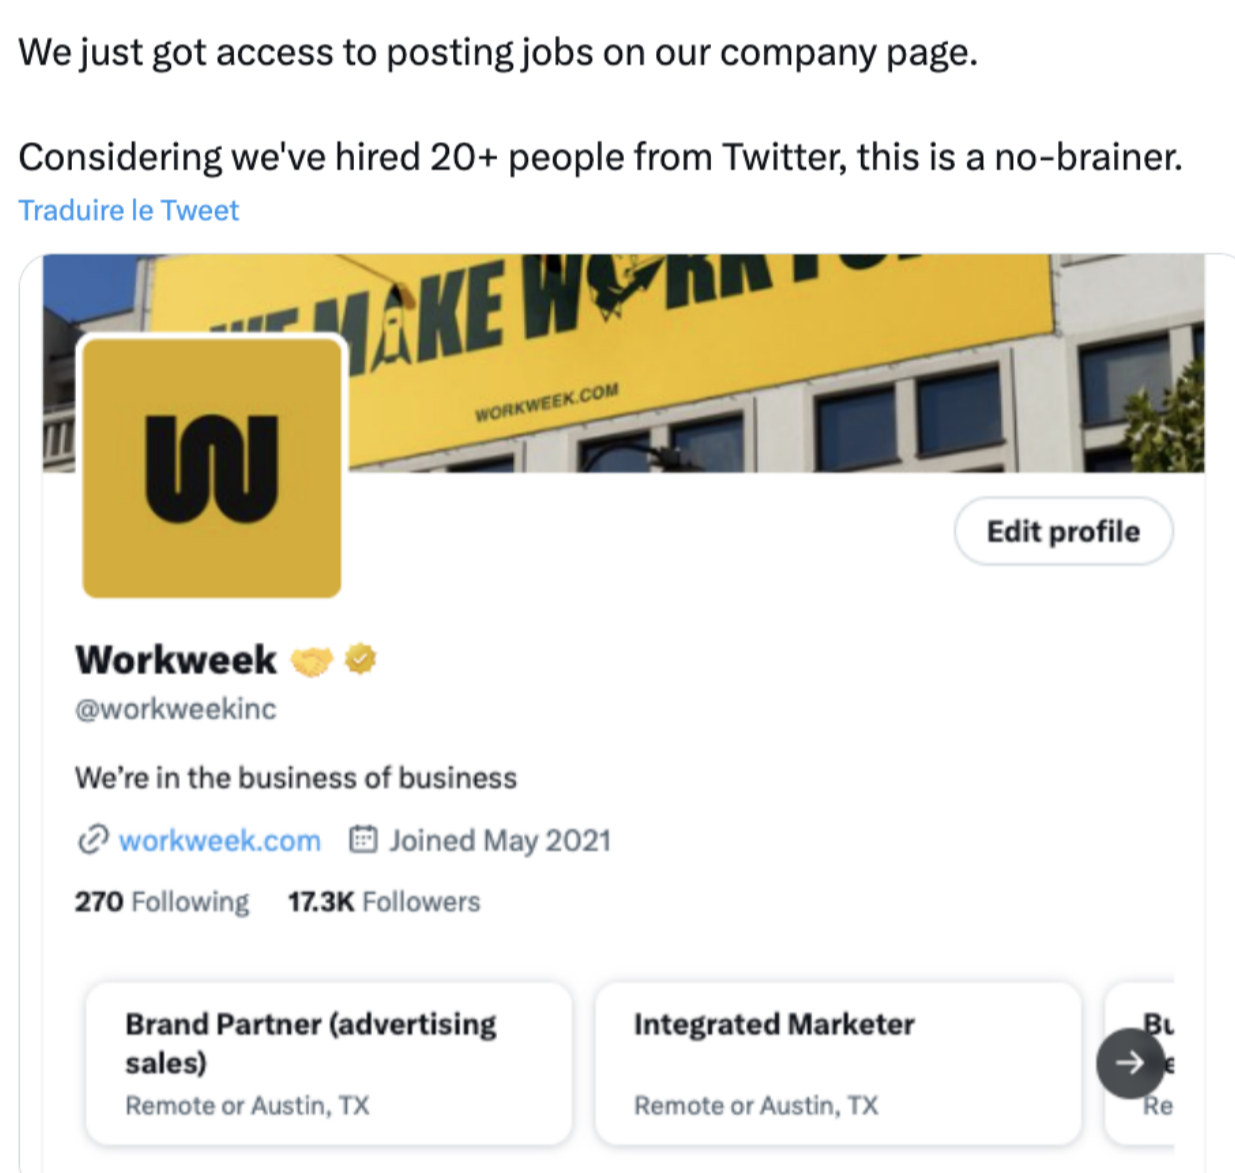 We just got access to posting jobs on our company page.
Considering we've hired 20+ people from Twitter, this is a no-brainer.
Traduire le Tweet
WE MAKE WORK
WORKWEEK.COM
W
Edit profile
Workweek
@workweekinc
We're in the business of business
workweek.com Joined May 2021
270 Following 17.3K Followers
Brand Partner (advertising
sales)
Remote or Austin, TX
Integrated Marketer
Remote or Austin, TX